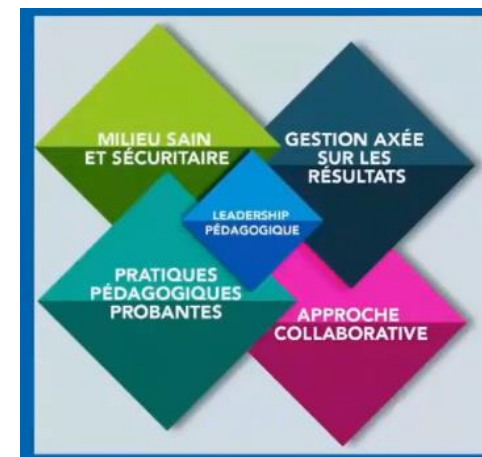 MILIEU SAIN
ET SÉCURITAIRE
GESTION AXÉE
SUR LES
RÉSULTATS
LEADERSHIP
PÉDAGOGIQUE
PRATIQUES
PÉDAGOGIQUES
PROBANTES
APPROCHE
COLLABORATIVE